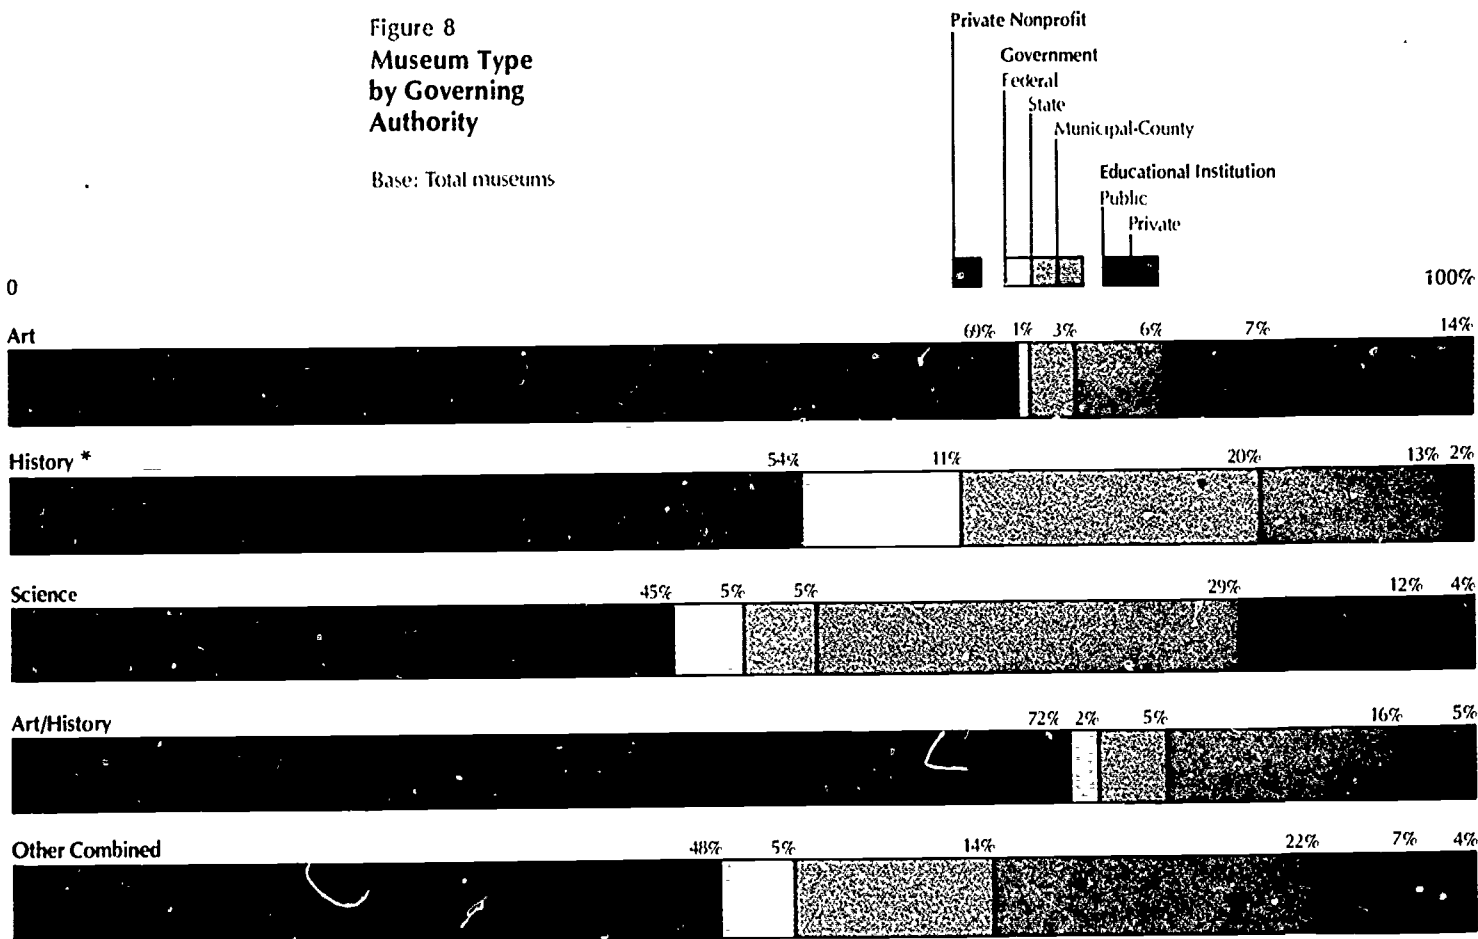 Figure 8
Museum Type
by Governing
Authority
Base: Total museums
Private Nonprofit
Government
Federal
State
Municipal-County
Educational Institution
Public
Private
0
100%
Art
69% 1% 3% 6% 7% 14%
History *
54% 11% 20% 13% 2%
Science
45% 5% 5% 29% 12% 4%
Art/History
72% 2% 5% 16% 5%
Other Combined
48% 5% 14% 22% 7% 4%